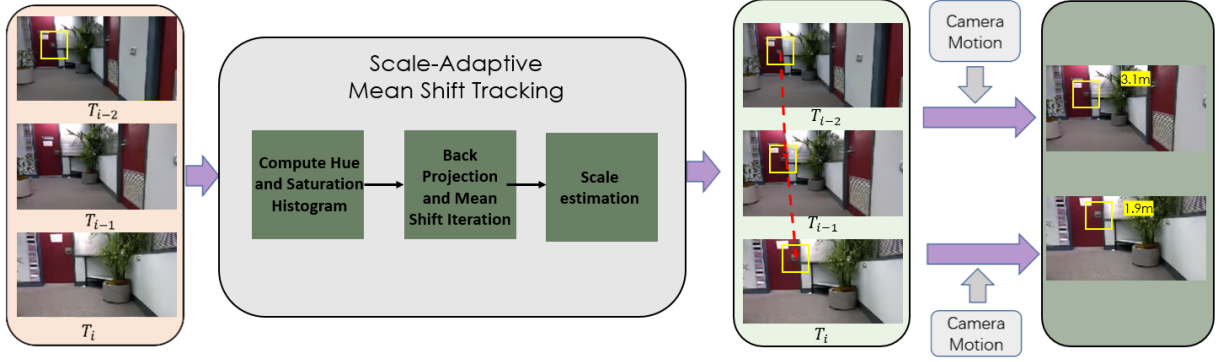 T_{i-2}
T_{i-1}
T_i
Scale-Adaptive
Mean Shift Tracking
Compute Hue
and Saturation
Histogram
Back
Projection
and Mean
Shift Iteration
Scale
estimation
T_{i-2}
T_{i-1}
T_i
Camera
Motion
Camera
Motion
3.1m
1.9m